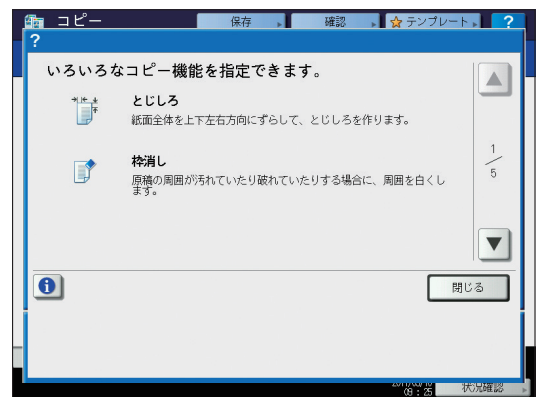 コピー
保存
確認
テンプレート
?
?
いろいろなコピー機能を指定できます。
とじしろ
紙面全体を上下左右方向にずらして、とじしろを作ります。
枠消し
原稿の周囲が汚れていたり破れていたりする場合に、周囲を白くし
ます。
1
5
閉じる
09:25
状況確認